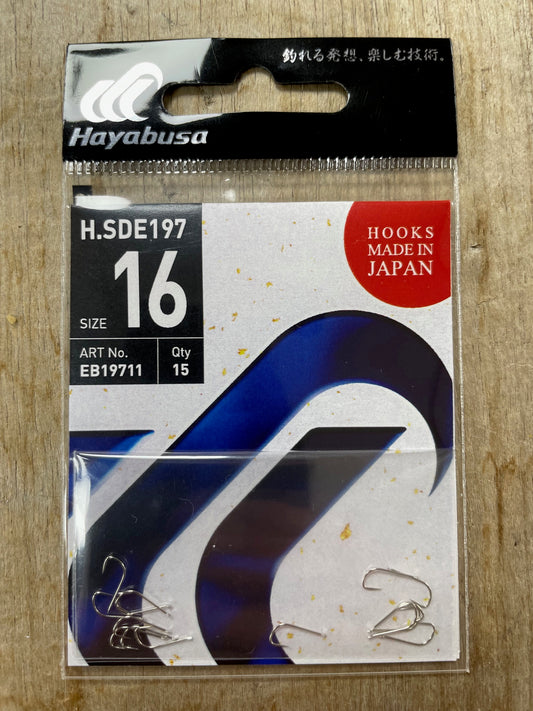 釣れる発想、楽しむ技術。
Hayabusa
H.SDE197
SIZE 16
ART No. Qty
EB19711 15
HOOKS
MADE IN
JAPAN